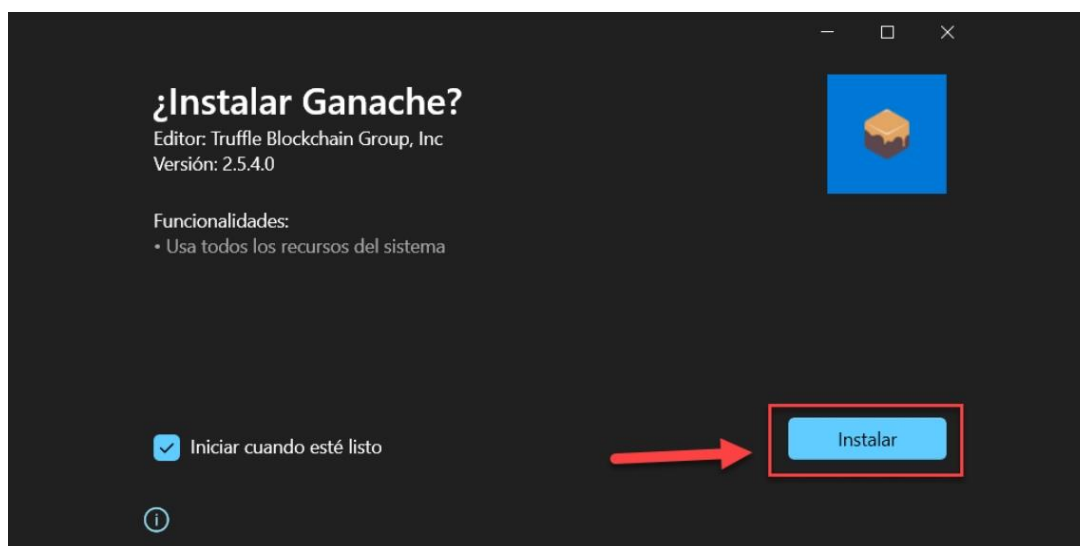 ¿Instalar Ganache?
Editor: Truffle Blockchain Group, Inc
Versión: 2.5.4.0
Funcionalidades:
• Usa todos los recursos del sistema
Iniciar cuando esté listo
Instalar